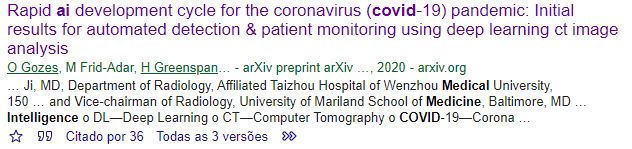 Rapid ai development cycle for the coronavirus (covid-19) pandemic: Initial
results for automated detection & patient monitoring using deep learning ct image
analysis
O Gozes, M Frid-Adar, H Greenspan… - arXiv preprint arXiv …, 2020 - arxiv.org
… Ji, MD, Department of Radiology, Affiliated Taizhou Hospital of Wenzhou Medical University,
150 … and Vice-chairman of Radiology, University of Mariland School of Medicine, Baltimore, MD …
Intelligence o DL—Deep Learning o CT—Computer Tomography o COVID-19—Corona …
Citado por 36 Todas as 3 versões